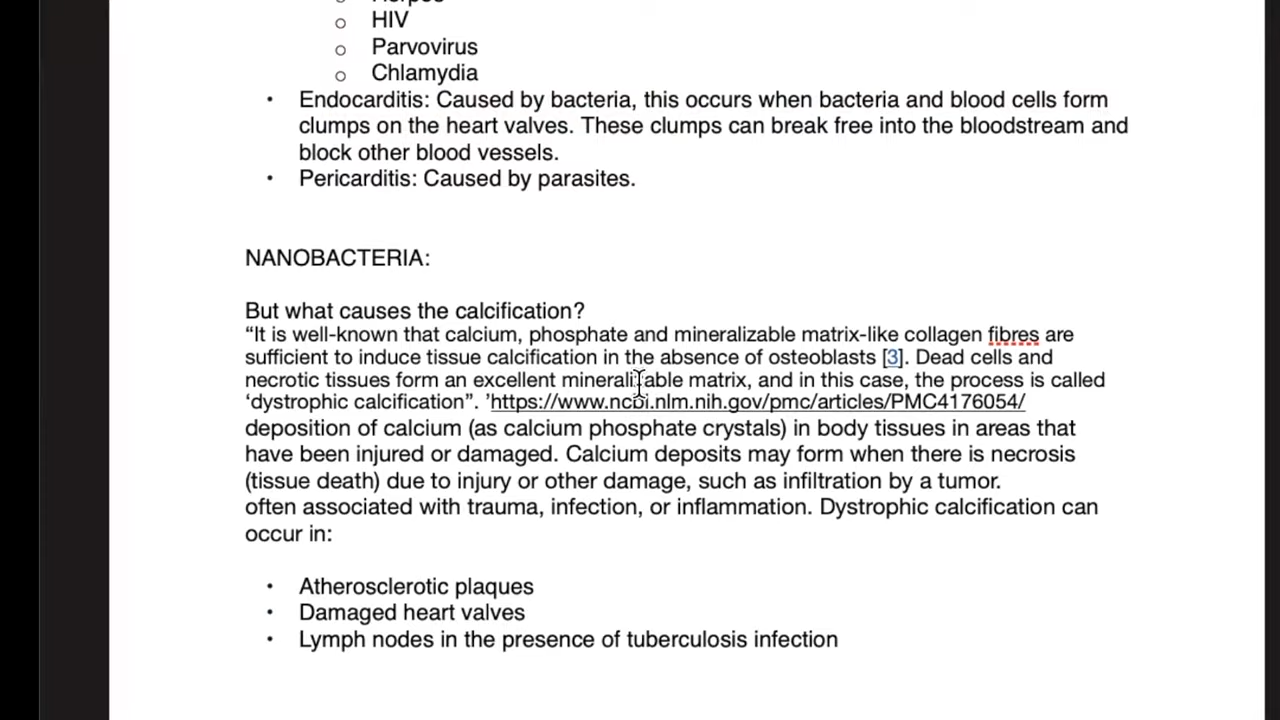 Herpes
○ HIV
○ Parvovirus
○ Chlamydia
• Endocarditis: Caused by bacteria, this occurs when bacteria and blood cells form
clumps on the heart valves. These clumps can break free into the bloodstream and
block other blood vessels.
• Pericarditis: Caused by parasites.
NANOBACTERIA:
But what causes the calcification?
“It is well-known that calcium, phosphate and mineralizable matrix-like collagen fibres are
sufficient to induce tissue calcification in the absence of osteoblasts [3]. Dead cells and
necrotic tissues form an excellent mineralizable matrix, and in this case, the process is called
‘dystrophic calcification”. ’https://www.ncbi.nlm.nih.gov/pmc/articles/PMC4176054/
deposition of calcium (as calcium phosphate crystals) in body tissues in areas that
have been injured or damaged. Calcium deposits may form when there is necrosis
(tissue death) due to injury or other damage, such as infiltration by a tumor.
often associated with trauma, infection, or inflammation. Dystrophic calcification can
occur in:
• Atherosclerotic plaques
• Damaged heart valves
• Lymph nodes in the presence of tuberculosis infection